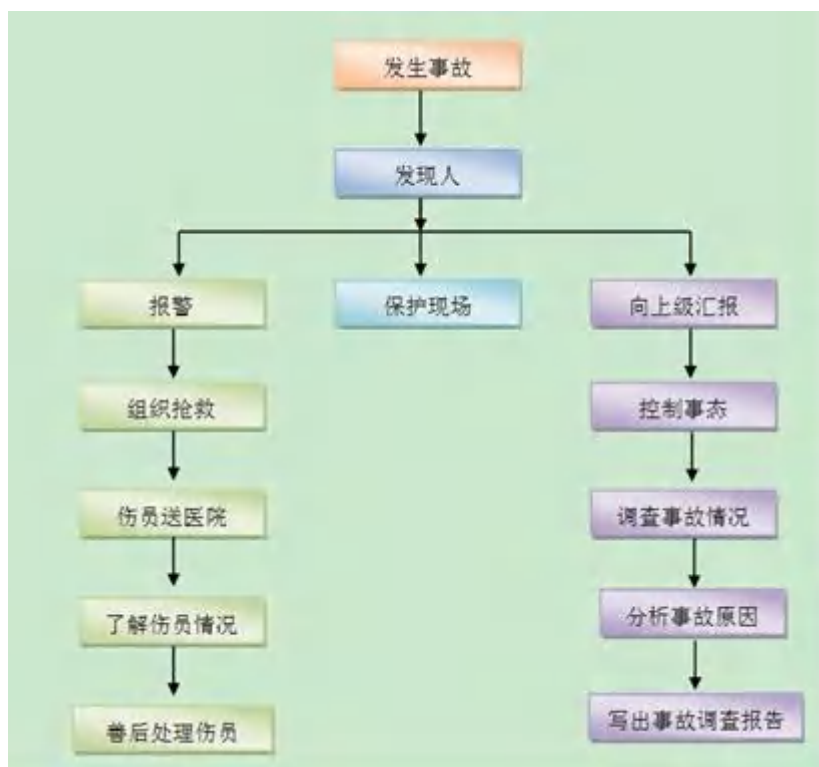 发生事故
发现人
报警
保护现场
向上级汇报
组织抢救
控制事态
伤员送医院
调查事故情况
了解伤员情况
分析事故原因
善后处理伤员
写出事故调查报告